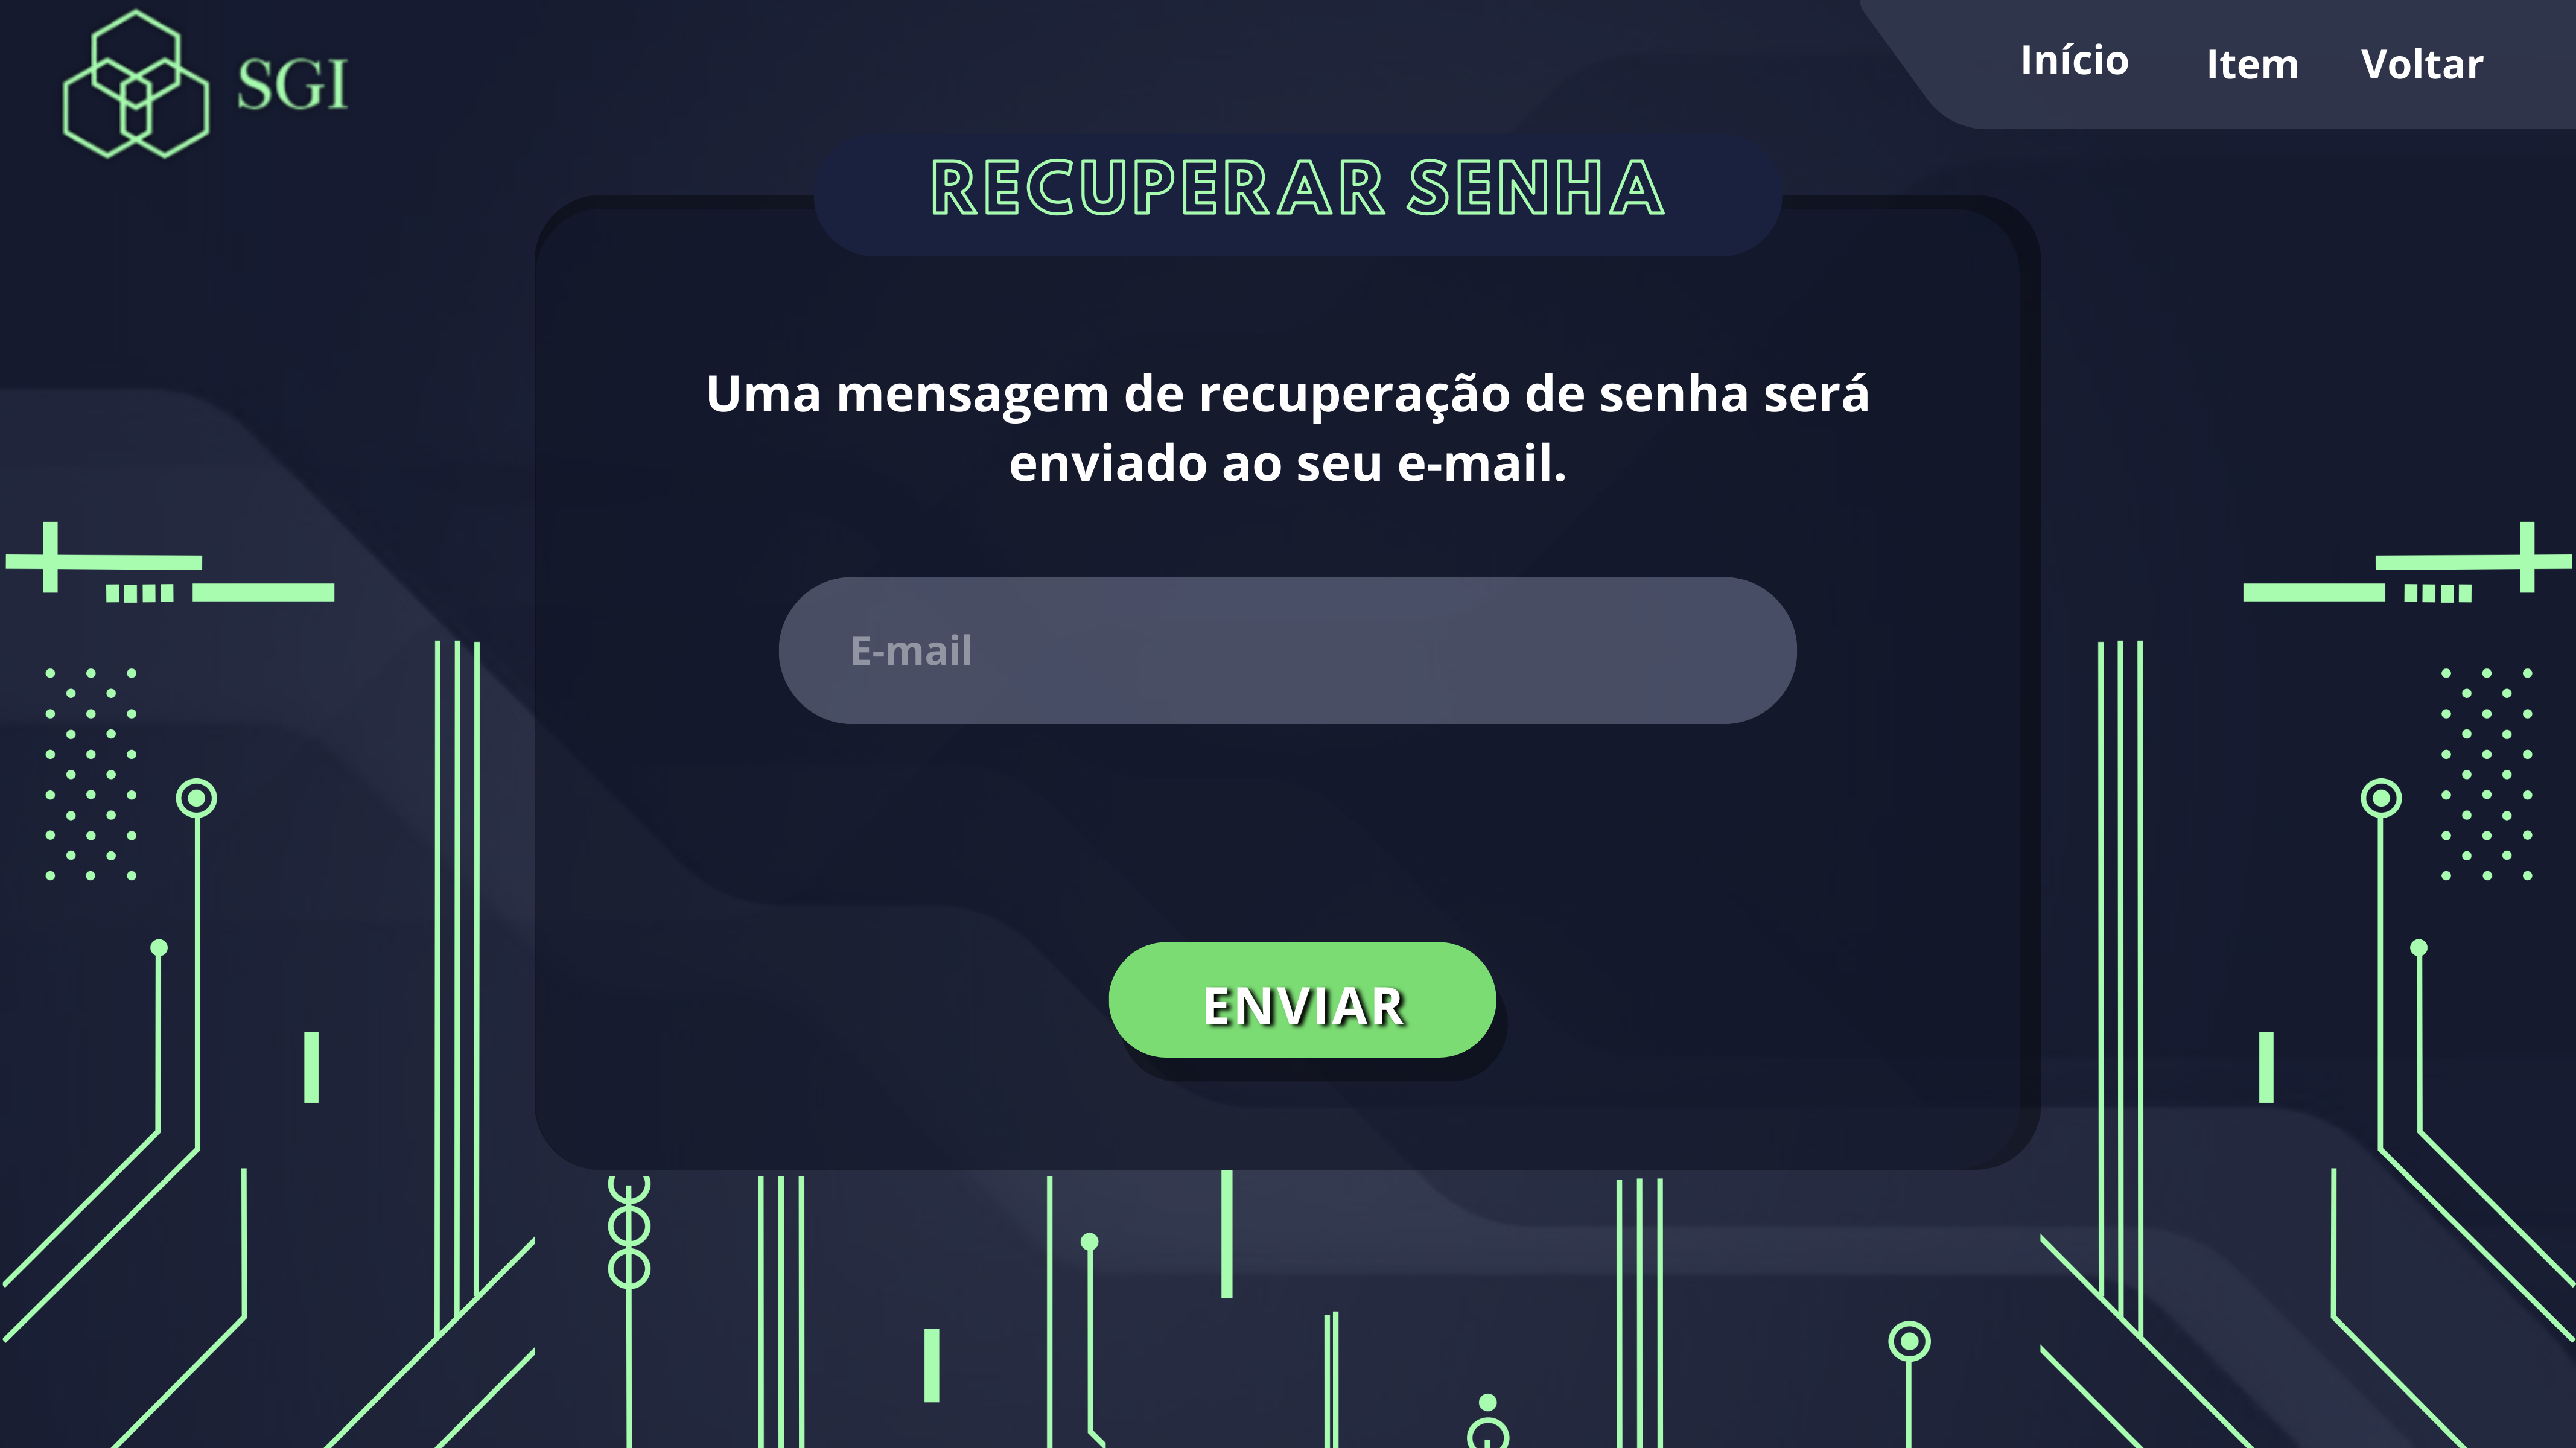 SGI
Início Item Voltar
RECUPERAR SENHA
Uma mensagem de recuperação de senha será
enviado ao seu e-mail.
E-mail
ENVIAR